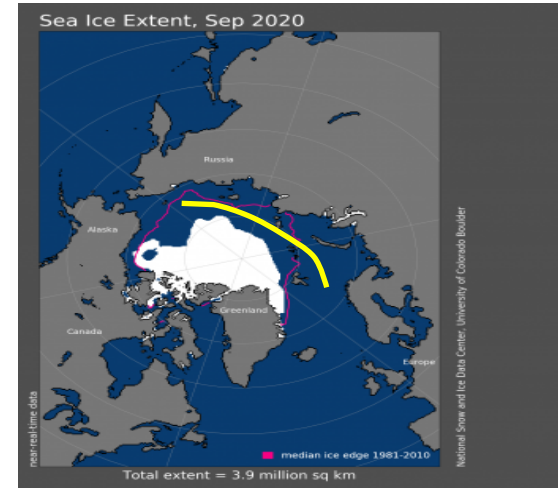 Sea Ice Extent, Sep 2020
Russia
Alaska
Greenland
Canada
Europe
near-real-time data
median ice edge 1981-2010
Total extent = 3.9 million sq km
National Snow and Ice Data Center, University of Colorado Boulder